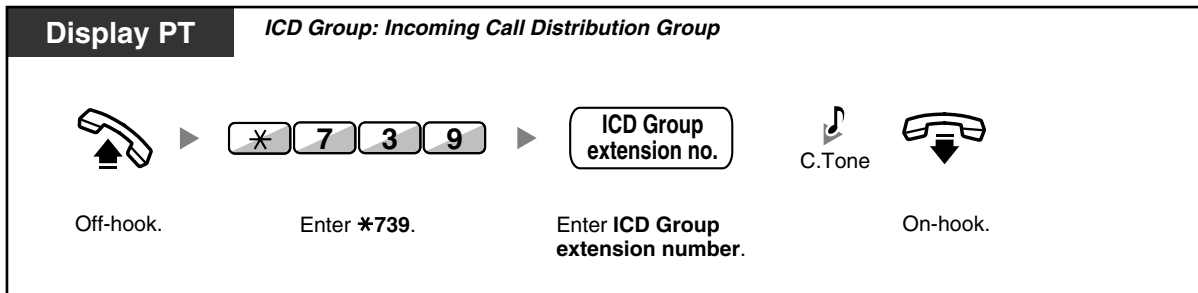 Display PT
ICD Group: Incoming Call Distribution Group
* 7 3 9
ICD Group
extension no.
C.Tone
Off-hook.
Enter *739.
Enter ICD Group
extension number.
On-hook.